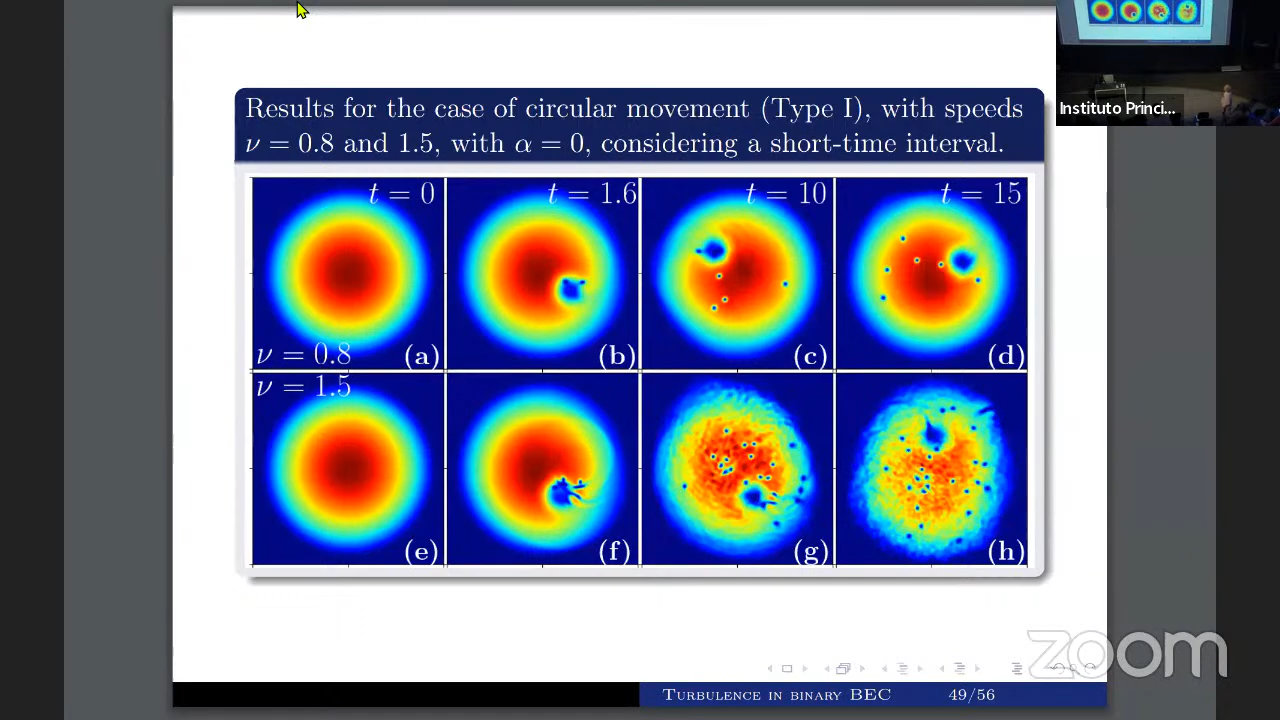 Results for the case of circular movement (Type I), with speeds
ν = 0.8 and 1.5, with α = 0, considering a short-time interval.
t = 0
t = 1.6
t = 10
t = 15
ν = 0.8
(a)
(b)
(c)
(d)
ν = 1.5
(e)
(f)
(g)
(h)
Instituto Princi...
zoom
Turbulence in binary BEC
49/56